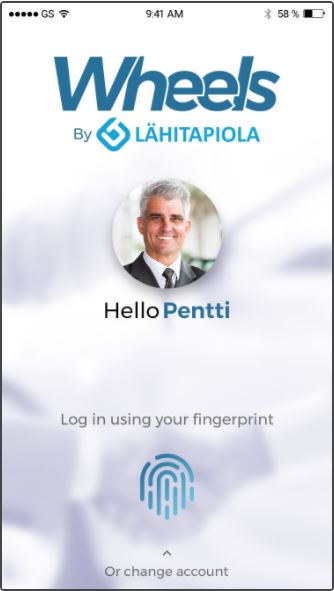 GS 9:41 AM 58 %
Wheels
By LÄHITAPIOLA
Hello Pentti
Log in using your fingerprint
Or change account